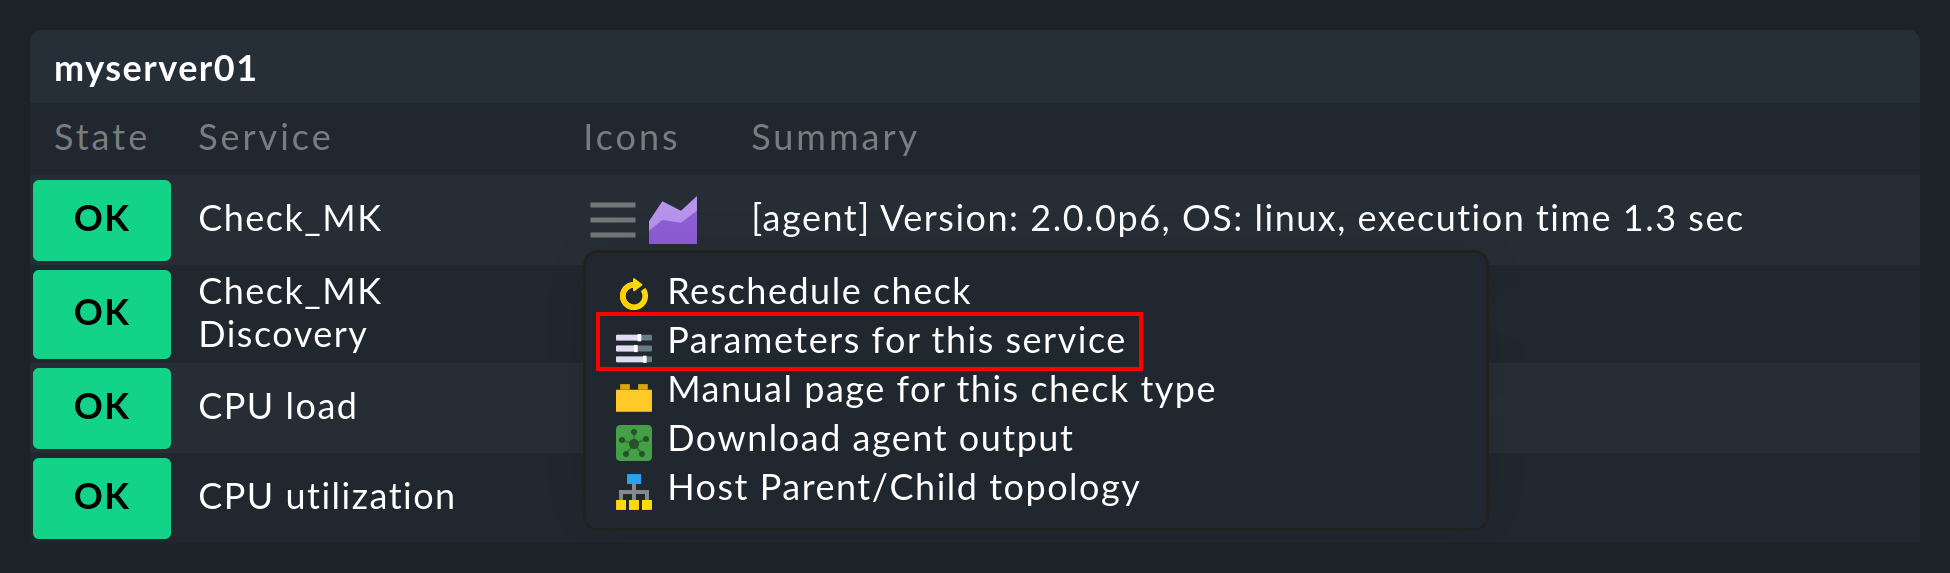 myserver01
State Service Icons Summary
OK Check_MK [agent] Version: 2.0.0p6, OS: linux, execution time 1.3 sec
OK Check_MK
Discovery
OK CPU load
OK CPU utilization
Reschedule check
Parameters for this service
Manual page for this check type
Download agent output
Host Parent/Child topology